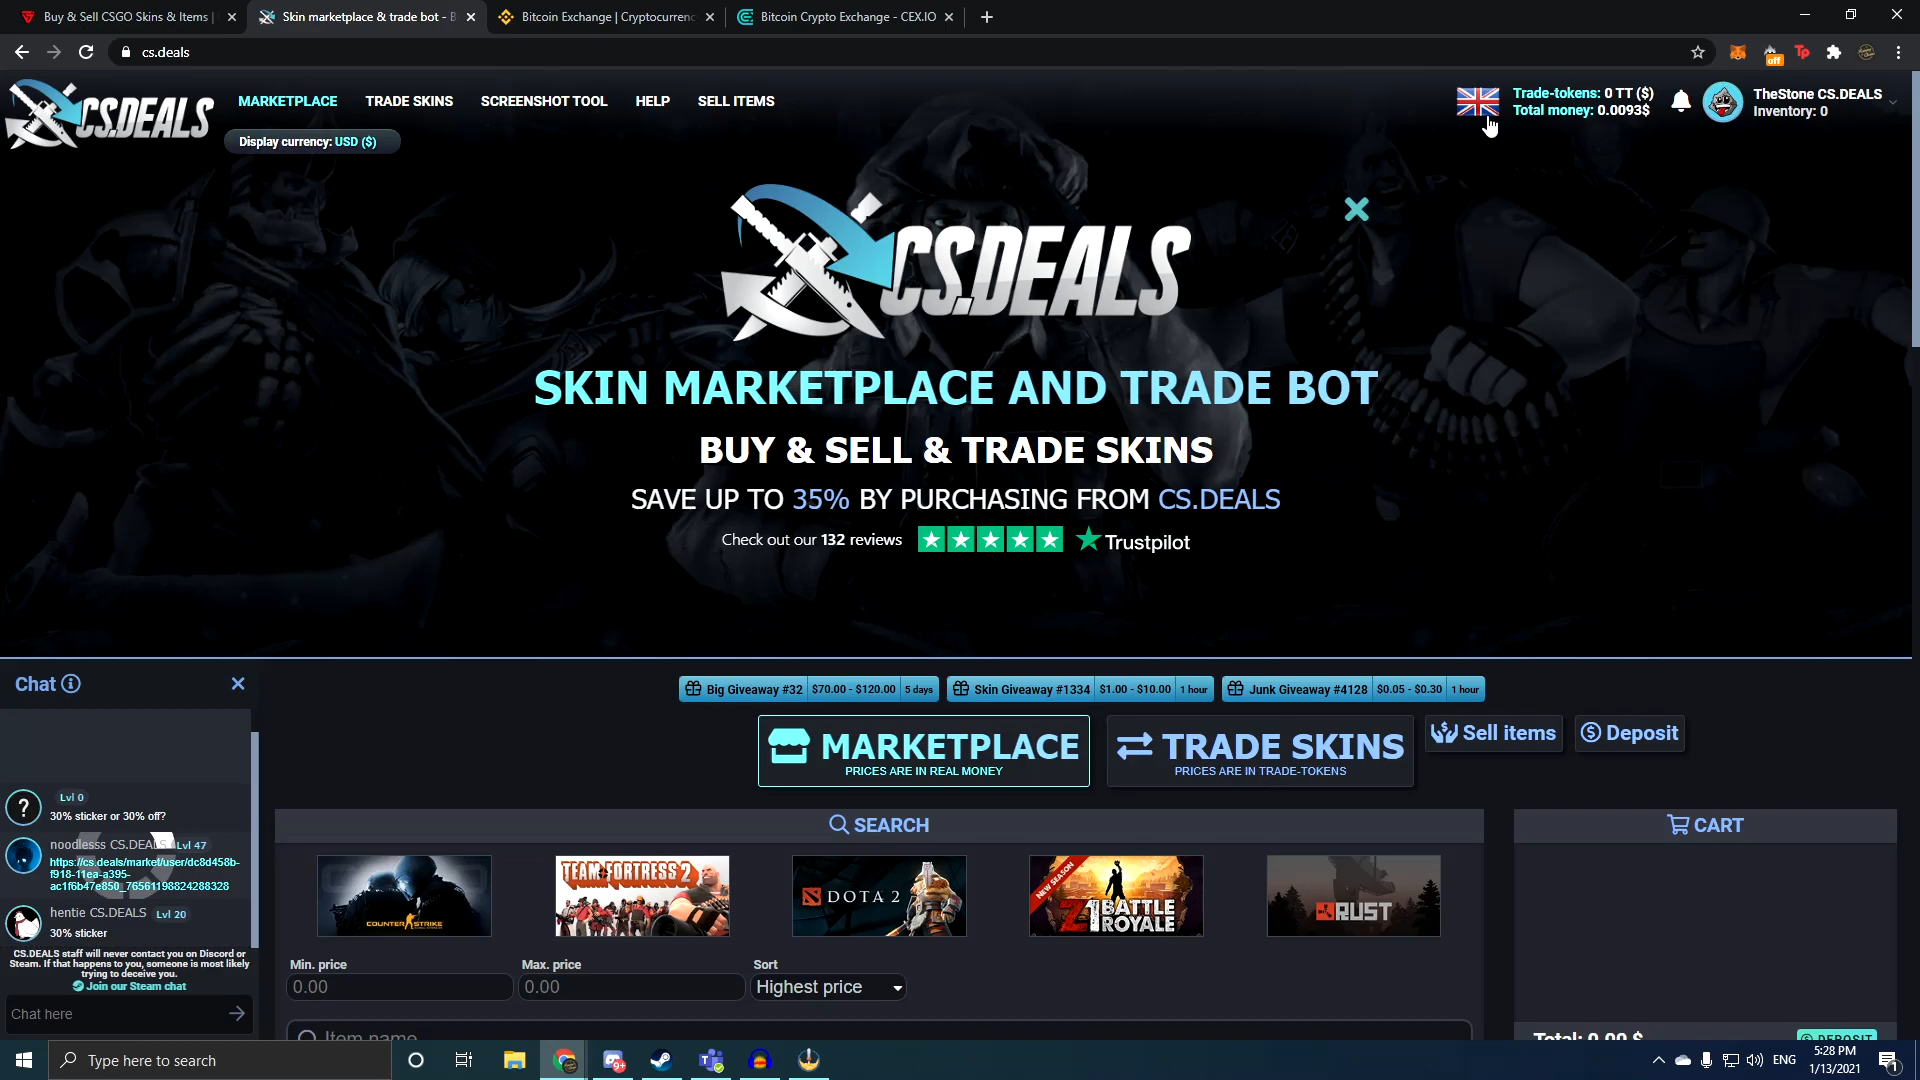 Buy & Sell CSGO Skins & Items |
Skin marketplace & trade bot - B
Bitcoin Exchange | Cryptocurrenc
Bitcoin Crypto Exchange - CEX.IO
cs.deals
off
Tp
CS.DEALS
MARKETPLACE
TRADE SKINS
SCREENSHOT TOOL
HELP
SELL ITEMS
Display currency: USD ($)
Trade-tokens: 0 TT ($)
Total money: 0.0093$
TheStone CS.DEALS
Inventory: 0
CS.DEALS
SKIN MARKETPLACE AND TRADE BOT
BUY & SELL & TRADE SKINS
SAVE UP TO 35% BY PURCHASING FROM CS.DEALS
Check out our 132 reviews
Trustpilot
Chat
Big Giveaway #32 $70.00 - $120.00 5 days
Skin Giveaway #1334 $1.00 - $10.00 1 hour
Junk Giveaway #4128 $0.05 - $0.30 1 hour
MARKETPLACE
PRICES ARE IN REAL MONEY
TRADE SKINS
PRICES ARE IN TRADE-TOKENS
Sell items
Deposit
Lvl 0
30% sticker or 30% off?
noodlesss CS.DEALS Lvl 47
https://cs.deals/market/user/dc8d458b-
f918-11ea-a395-
ac1f6b47e850_76561198824288328
hentie CS.DEALS Lvl 20
30% sticker
CS.DEALS staff will never contact you on Discord or
Steam. If that happens to you, someone is most likely
trying to deceive you.
Join our Steam chat
Chat here
SEARCH
COUNTER STRIKE
TEAM FORTRESS 2
DOTA 2
NEW SEASON
Z1 BATTLE
ROYALE
RUST
Min. price
0.00
Max. price
0.00
Sort
Highest price
Item name
CART
Total: 0.00 $
DEPOSIT
Type here to search
9+
ENG
5:28 PM
1/13/2021
1